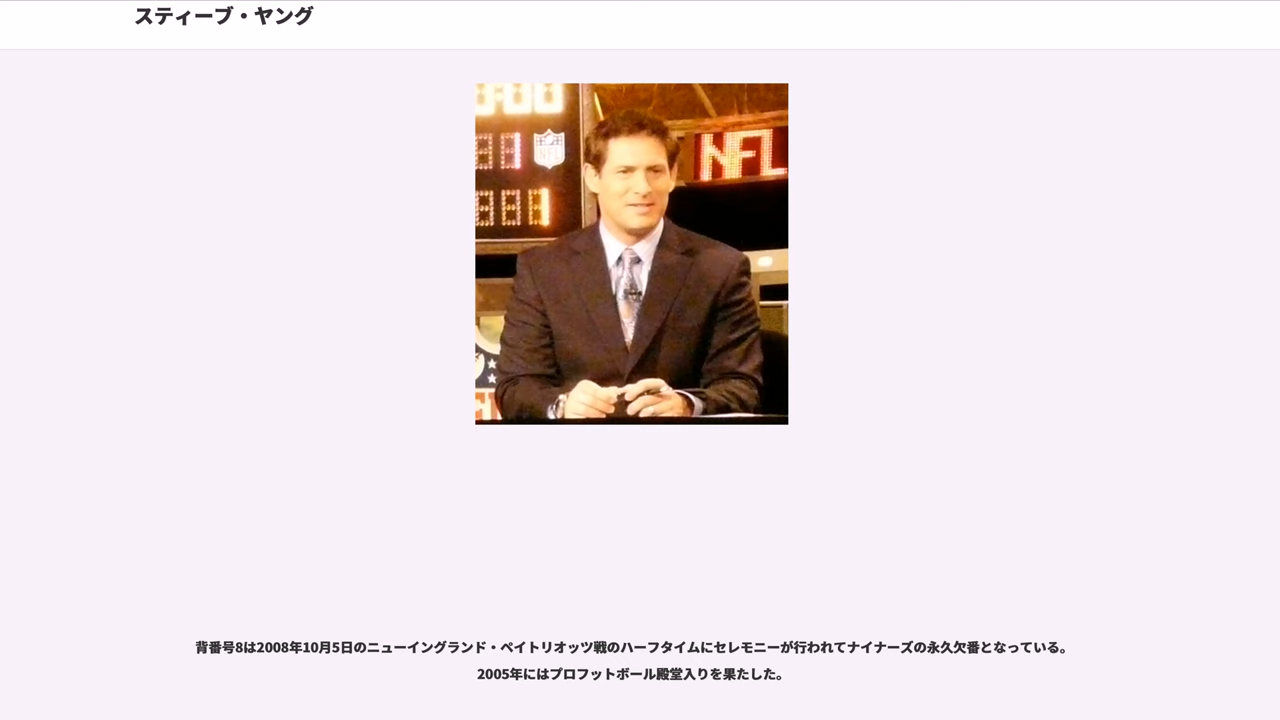 スティーブ・ヤング
NFL
NFL
背番号8は2008年10月5日のニューイングランド・ペイトリオッツ戦のハーフタイムにセレモニーが行われてナイナーズの永久欠番となっている。
2005年にはプロフットボール殿堂入りを果たした。